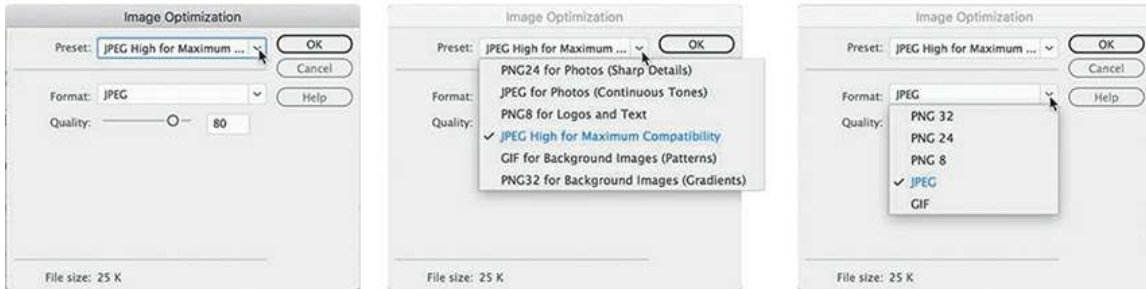 Image Optimization
Preset: JPEG High for Maximum ...
OK
Cancel
Format: JPEG
Help
Quality:
80
File size: 25 K
Image Optimization
Preset: JPEG High for Maximum ...
OK
PNG24 for Photos (Sharp Details)
Format:
JPEG for Photos (Continuous Tones)
Quality:
PNG8 for Logos and Text
✓ JPEG High for Maximum Compatibility
GIF for Background Images (Patterns)
PNG32 for Background Images (Gradients)
File size: 25 K
Image Optimization
Preset: JPEG High for Maximum ...
OK
Cancel
Format: JPEG
Help
Quality:
PNG 32
PNG 24
PNG 8
✓ JPEG
GIF
File size: 25 K